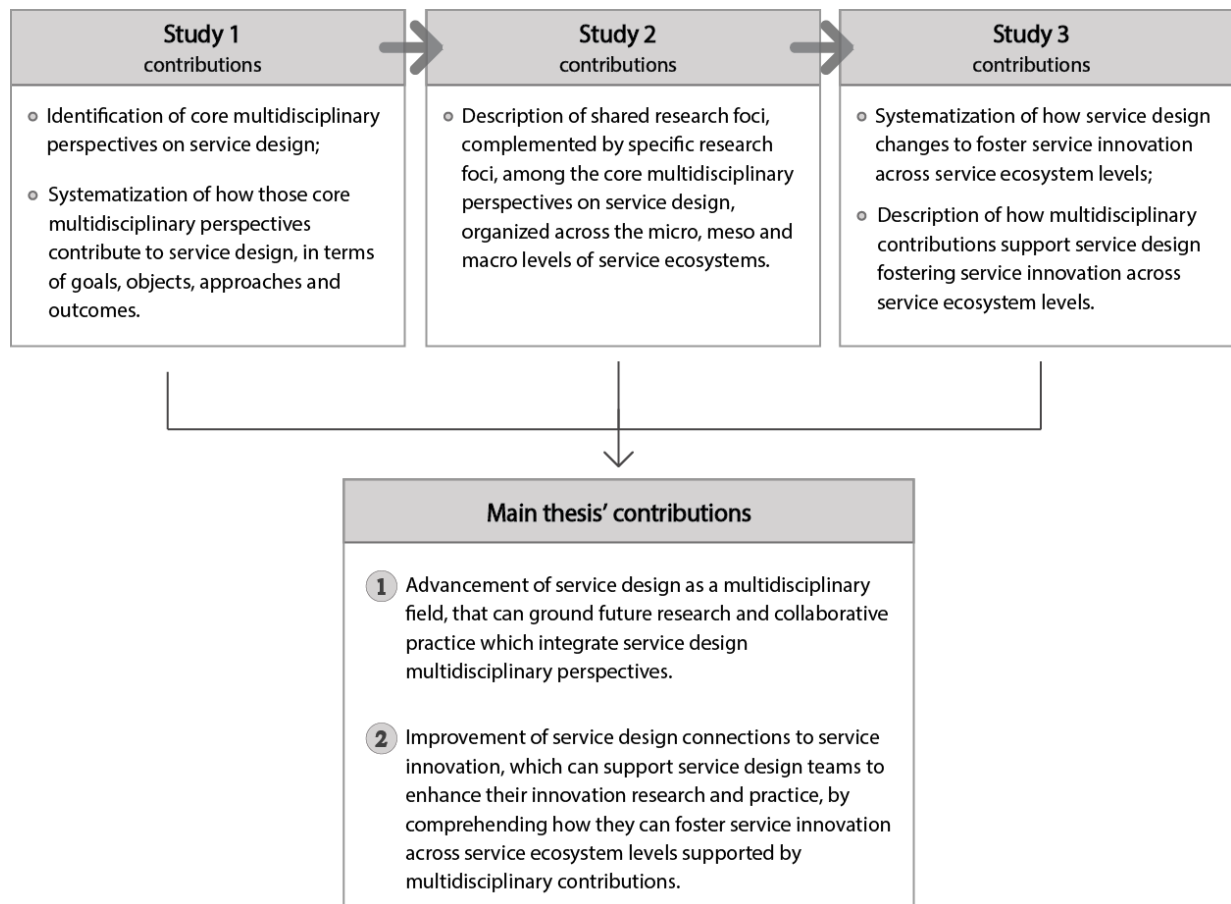 Study 1
contributions
Identification of core multidisciplinary
perspectives on service design;
Systematization of how those core
multidisciplinary perspectives
contribute to service design, in terms
of goals, objects, approaches and
outcomes.
Study 2
contributions
Description of shared research foci,
complemented by specific research
foci, among the core multidisciplinary
perspectives on service design,
organized across the micro, meso and
macro levels of service ecosystems.
Study 3
contributions
Systematization of how service design
changes to foster service innovation
across service ecosystem levels;
Description of how multidisciplinary
contributions support service design
fostering service innovation across
service ecosystem levels.
Main thesis’ contributions
1 Advancement of service design as a multidisciplinary
field, that can ground future research and collaborative
practice which integrate service design
multidisciplinary perspectives.
2 Improvement of service design connections to service
innovation, which can support service design teams to
enhance their innovation research and practice, by
comprehending how they can foster service innovation
across service ecosystem levels supported by
multidisciplinary contributions.